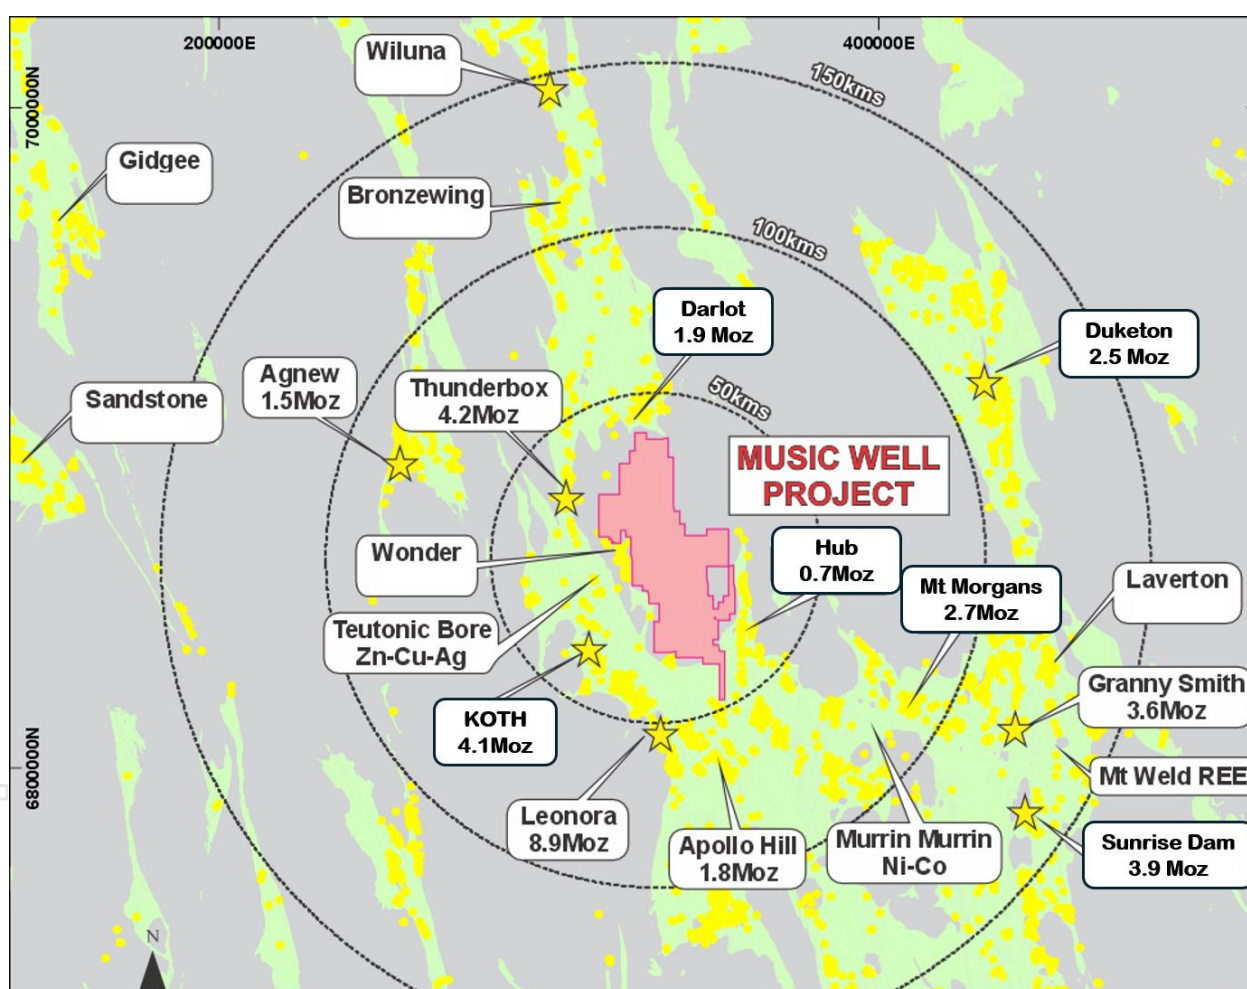 200000E
400000E
7000000N
6800000N
Wiluna
150kms
Gidgee
Bronzewing
100kms
Darlot
1.9 Moz
Duketon
2.5 Moz
Agnew
1.5Moz
Thunderbox
4.2Moz
50kms
Sandstone
MUSIC WELL
PROJECT
Wonder
Hub
0.7Moz
Mt Morgans
2.7Moz
Laverton
Teutonic Bore
Zn-Cu-Ag
Granny Smith
3.6Moz
KOTH
4.1Moz
Mt Weld REE
Leonora
8.9Moz
Apollo Hill
1.8Moz
Murrin Murrin
Ni-Co
Sunrise Dam
3.9 Moz
N